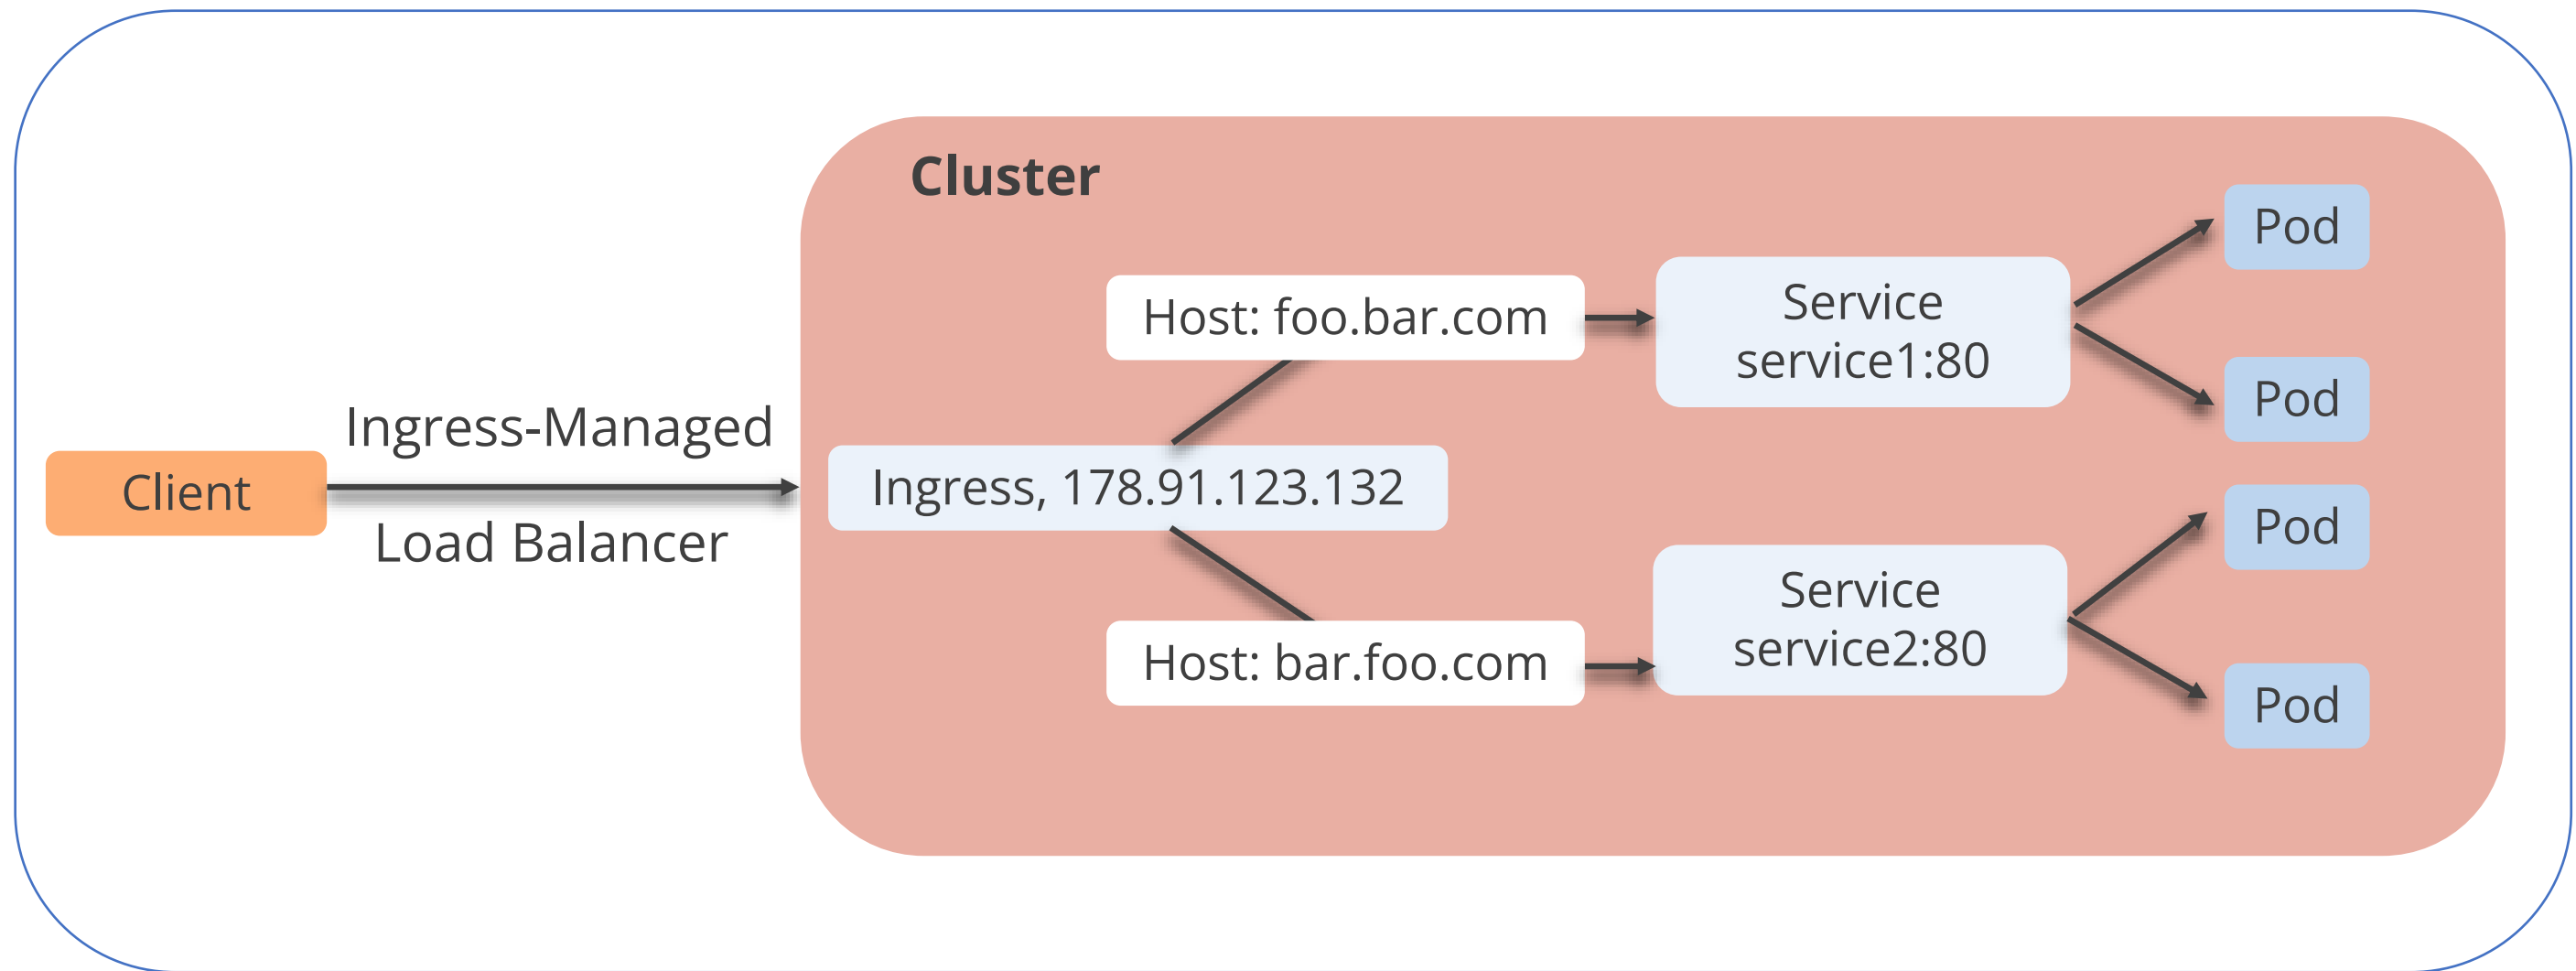 Cluster
Pod
Host: foo.bar.com
Service
service1:80
Pod
Ingress-Managed
Client
Load Balancer
Ingress, 178.91.123.132
Pod
Host: bar.foo.com
Service
service2:80
Pod